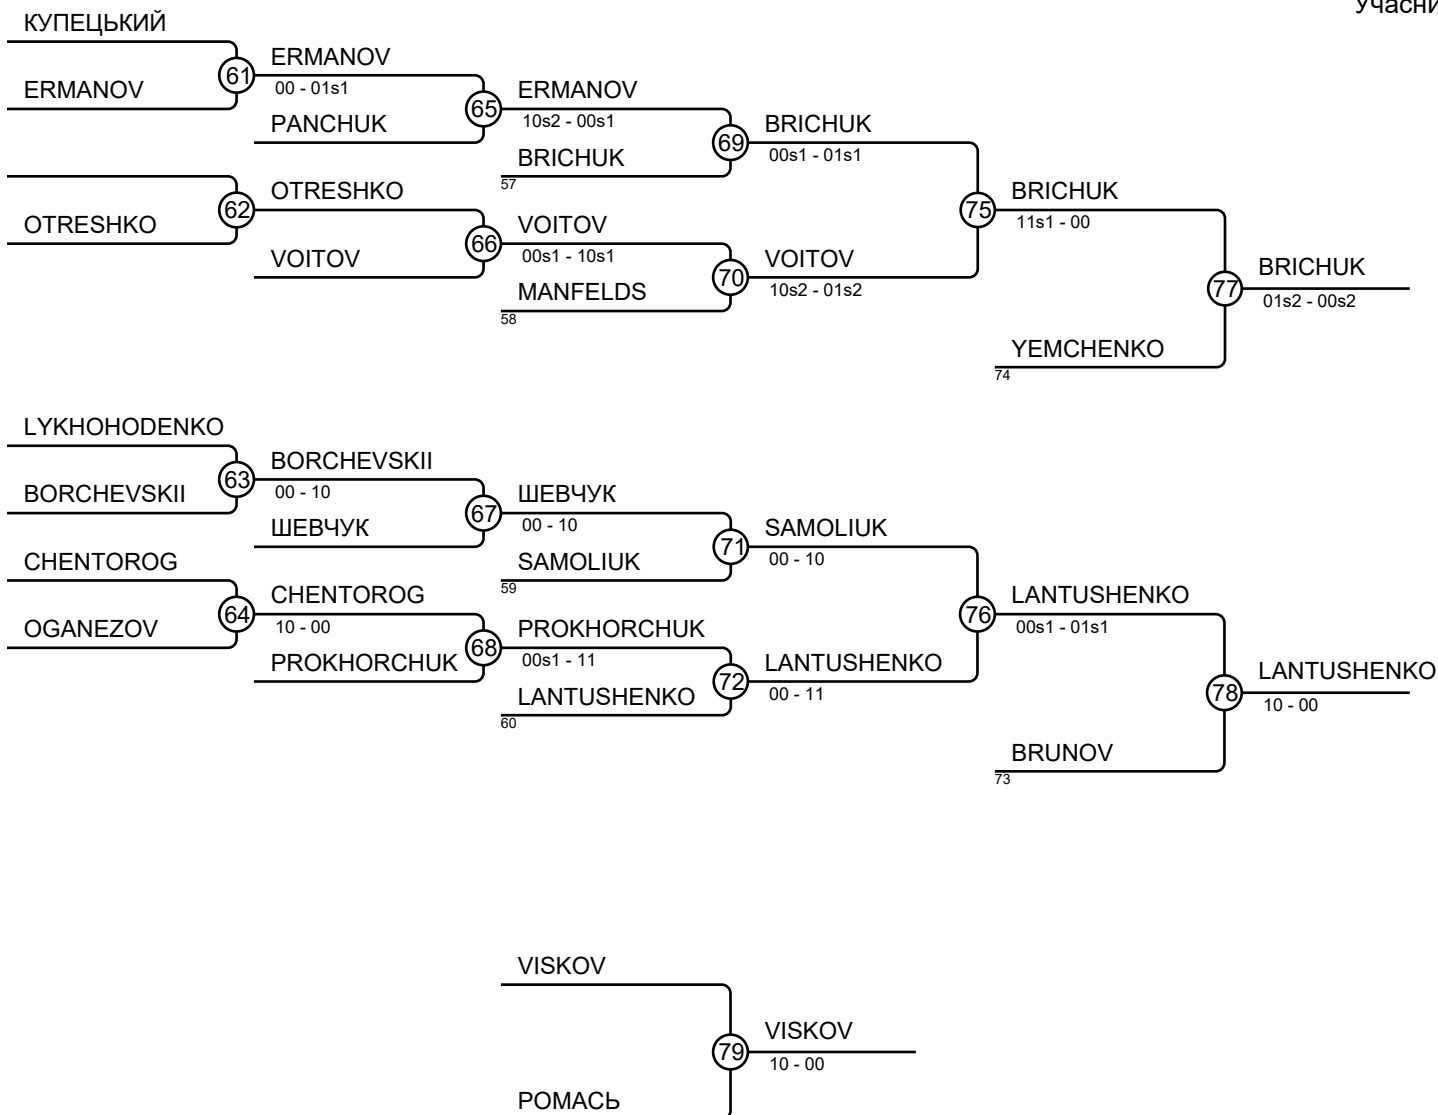 Учасни
КУПЕЦЬКИЙ
61
ERMANOV
ERMANOV
00 - 01s1
65
ERMANOV
PANCHUK
10s2 - 00s1
69
BRICHUK
BRICHUK
57
00s1 - 01s1
62
OTRESHKO
OTRESHKO
66
VOITOV
VOITOV
00s1 - 10s1
70
VOITOV
MANFELDS
58
10s2 - 01s2
75
BRICHUK
11s1 - 00
77
BRICHUK
01s2 - 00s2
YEMCHENKO
74
LYKHOHODENKO
63
BORCHEVSKII
BORCHEVSKII
00 - 10
67
ШЕВЧУК
ШЕВЧУК
00 - 10
71
SAMOLIUK
SAMOLIUK
59
00 - 10
CHENTOROG
64
CHENTOROG
OGANEZOV
10 - 00
68
PROKHORCHUK
PROKHORCHUK
00s1 - 11
72
LANTUSHENKO
LANTUSHENKO
60
00 - 11
76
LANTUSHENKO
00s1 - 01s1
78
LANTUSHENKO
10 - 00
BRUNOV
73
VISKOV
79
VISKOV
10 - 00
РОМАСЬ